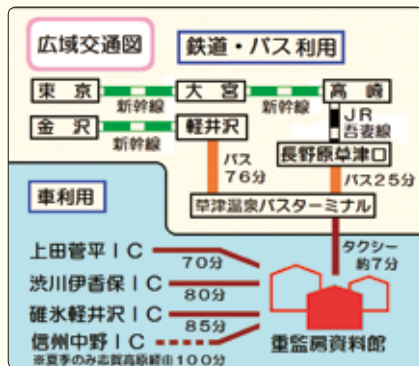 広域交通図
鉄道・バス利用
東京
新幹線
大宮
新幹線
高崎
金沢
新幹線
軽井沢
JR
吾妻線
長野原草津口
バス
76分
バス25分
草津温泉バスターミナル
車利用
タクシー
約7分
上田菅平IC
70分
渋川伊香保IC
80分
碓氷軽井沢IC
85分
信州中野IC
※夏季のみ志賀高原経由100分
重監房資料館